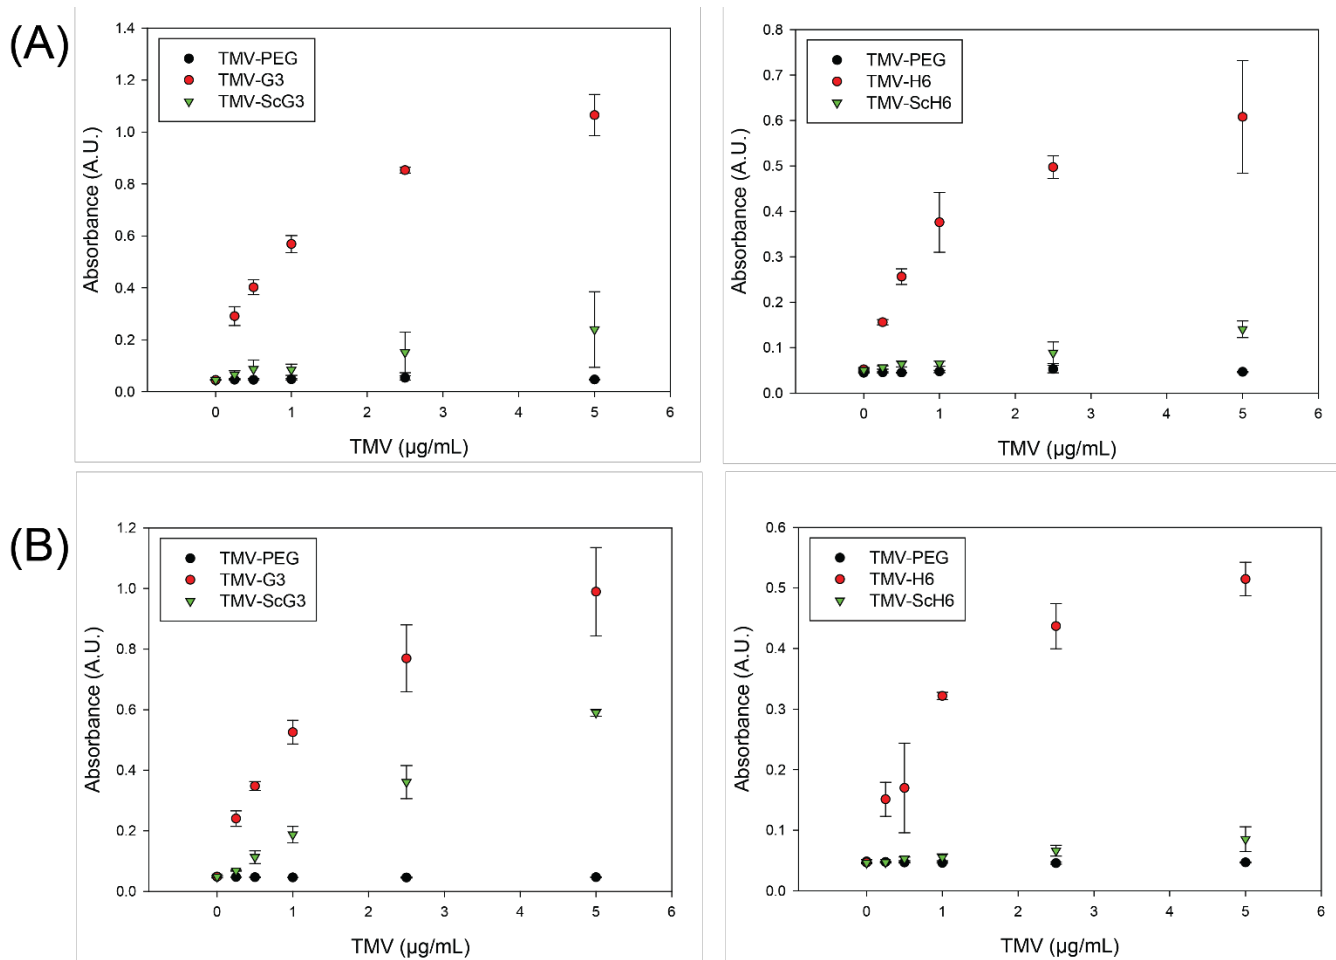 (A)
1.4
1.2
1.0
0.8
0.6
0.4
0.2
0.0
Absorbance (A.U.)
TMV-PEG
TMV-G3
TMV-ScG3
0 1 2 3 4 5 6
TMV (µg/mL)
0.8
0.7
0.6
0.5
0.4
0.3
0.2
0.1
0.0
Absorbance (A.U.)
TMV-PEG
TMV-H6
TMV-ScH6
0 1 2 3 4 5 6
TMV (µg/mL)
(B)
1.2
1.0
0.8
0.6
0.4
0.2
0.0
Absorbance (A.U.)
TMV-PEG
TMV-G3
TMV-ScG3
0 1 2 3 4 5 6
TMV (µg/mL)
0.6
0.5
0.4
0.3
0.2
0.1
0.0
Absorbance (A.U.)
TMV-PEG
TMV-H6
TMV-ScH6
0 1 2 3 4 5 6
TMV (µg/mL)